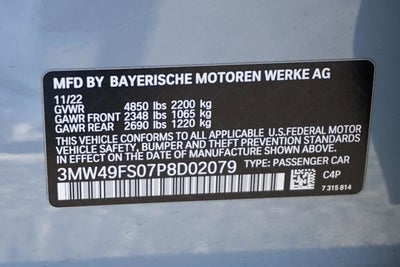 MFD BY BAYERISCHE MOTOREN WERKE AG
11/22
GVWR 4850 lbs 2200 kg
GAWR FRONT 2348 lbs 1065 kg
GAWR REAR 2690 lbs 1220 kg
THIS VEHICLE CONFORMS TO ALL APPLICABLE U.S.FEDERAL MOTOR
VEHICLE SAFETY, BUMPER AND THEFT PREVENTION STANDARDS
IN EFFECT ON THE DATE OF MANUFACTURE SHOWN ABOVE.
3MW49FS07P8D02079 TYPE: PASSENGER CAR
C4P
7 315 814